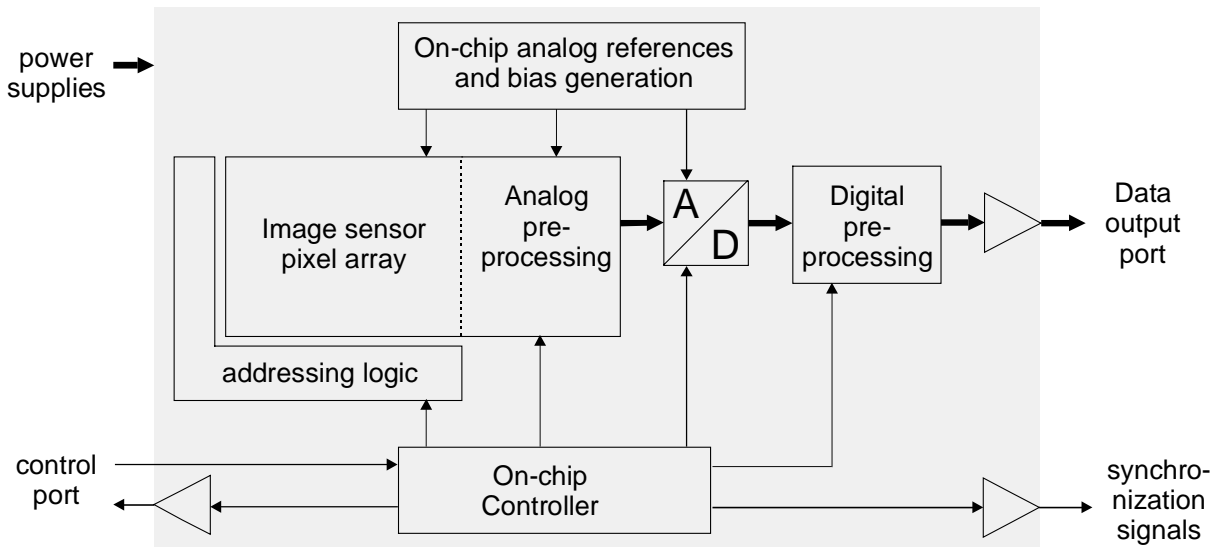 power
supplies
On-chip analog references
and bias generation
Image sensor
pixel array
Analog
pre-
processing
A
D
Digital
pre-
processing
Data
output
port
addressing logic
control
port
On-chip
Controller
synchro-
nization
signals